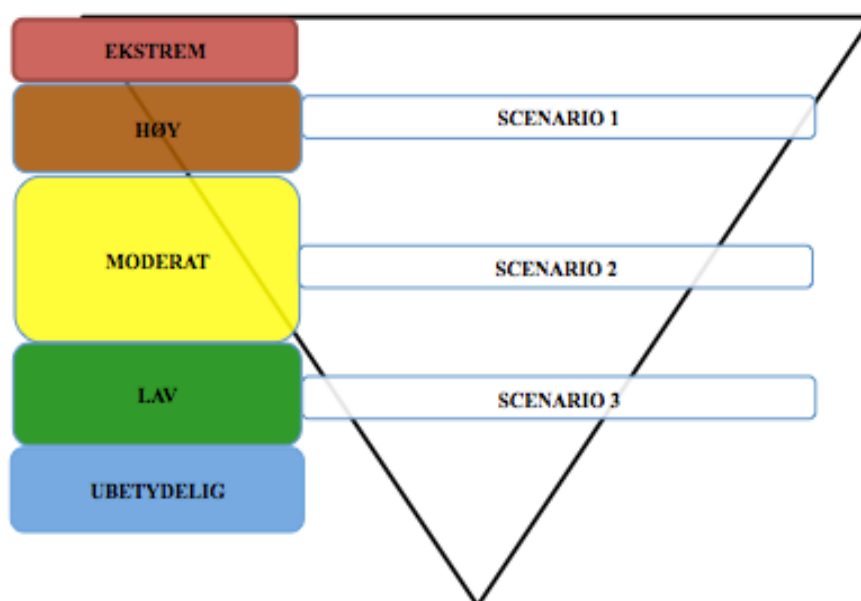 EKSTREM
HØY
SCENARIO 1
MODERAT
SCENARIO 2
LAV
SCENARIO 3
UBETYDELIG